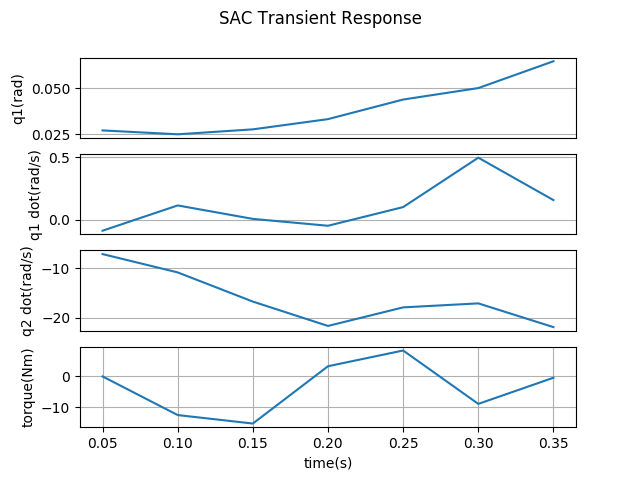 SAC Transient Response
q1(rad)
0.050
0.025
q1 dot(rad/s)
0.5
0.0
q2 dot(rad/s)
−10
−20
torque(Nm)
0
−10
0.05 0.10 0.15 0.20 0.25 0.30 0.35
time(s)